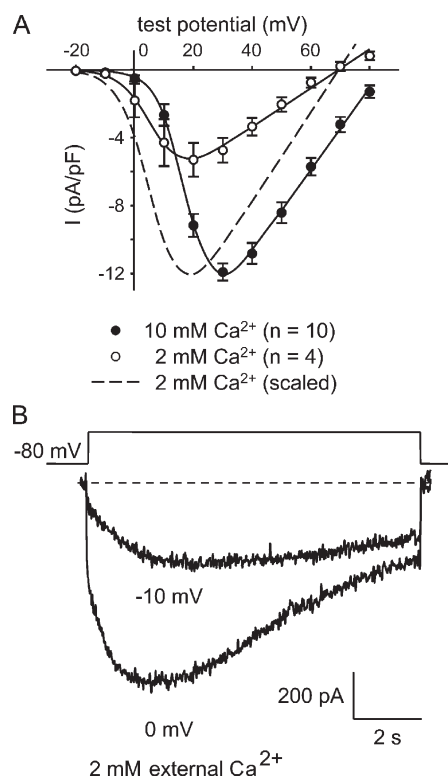 A
test potential (mV)
-20 0 20 40 60 80
-4
-8
-12
I (pA/pF)
10 mM Ca²⁺ (n = 10)
2 mM Ca²⁺ (n = 4)
2 mM Ca²⁺ (scaled)
B
-80 mV
-10 mV
0 mV
200 pA
2 s
2 mM external Ca²⁺